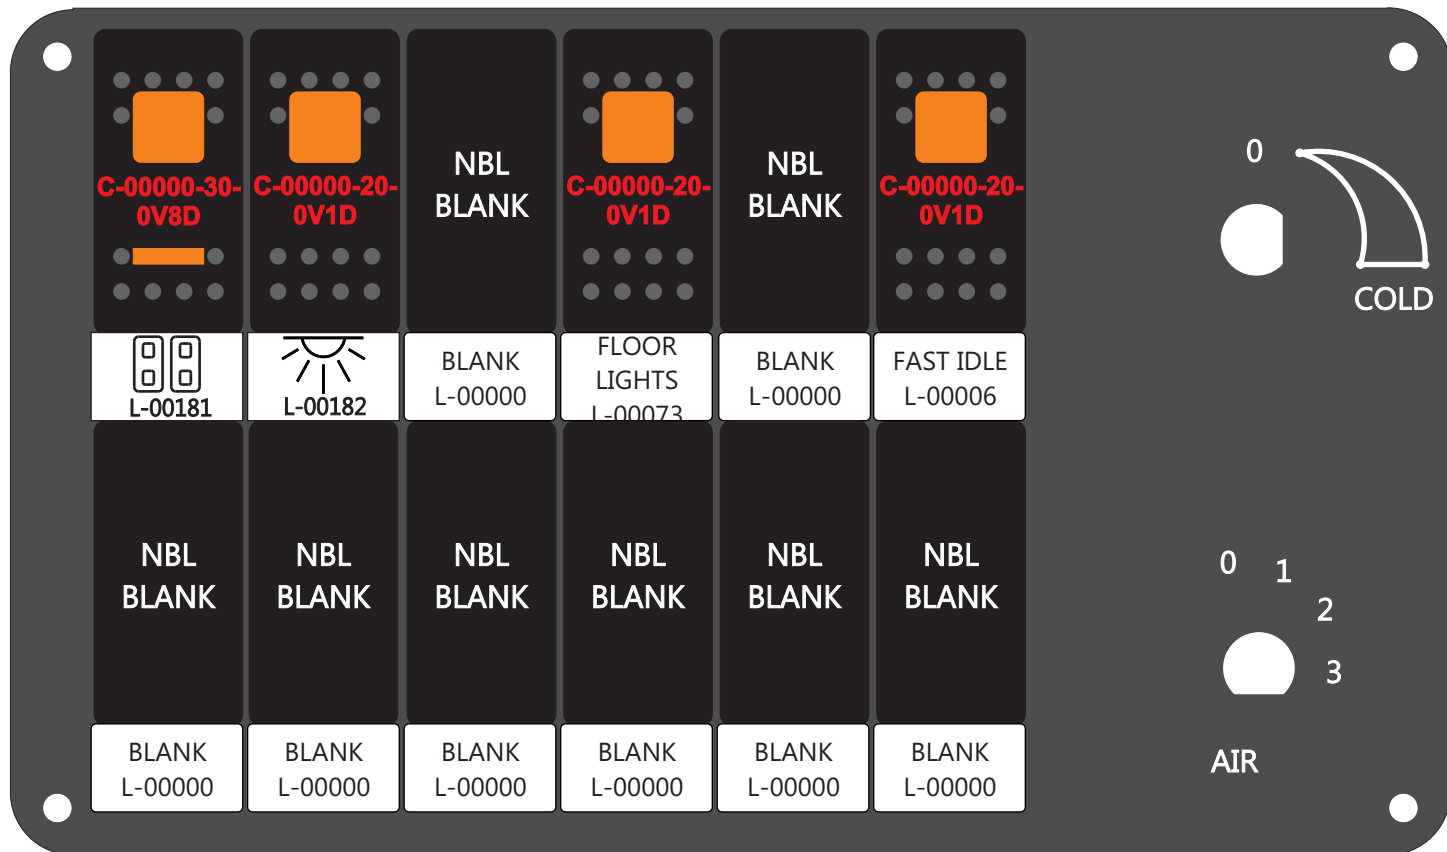 C-00000-30-
0V8D
C-00000-20-
0V1D
NBL
BLANK
C-00000-20-
0V1D
NBL
BLANK
C-00000-20-
0V1D
L-00181
L-00182
BLANK
L-00000
FLOOR
LIGHTS
L-00073
BLANK
L-00000
FAST IDLE
L-00006
0
COLD
NBL
BLANK
NBL
BLANK
NBL
BLANK
NBL
BLANK
NBL
BLANK
NBL
BLANK
BLANK
L-00000
BLANK
L-00000
BLANK
L-00000
BLANK
L-00000
BLANK
L-00000
BLANK
L-00000
0
1
2
3
AIR